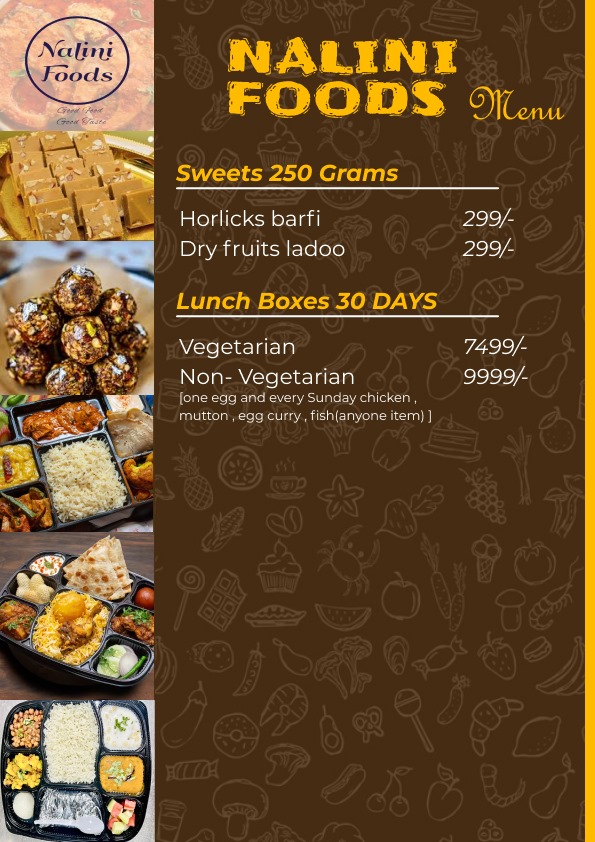 Nalini
Foods
Good Food
Good Taste
NALINI
FOODS Menu
Sweets 250 Grams
Horlicks barfi 299/-
Dry fruits ladoo 299/-
Lunch Boxes 30 DAYS
Vegetarian 7499/-
Non- Vegetarian 9999/-
[one egg and every Sunday chicken ,
mutton , egg curry , fish(anyone item) ]